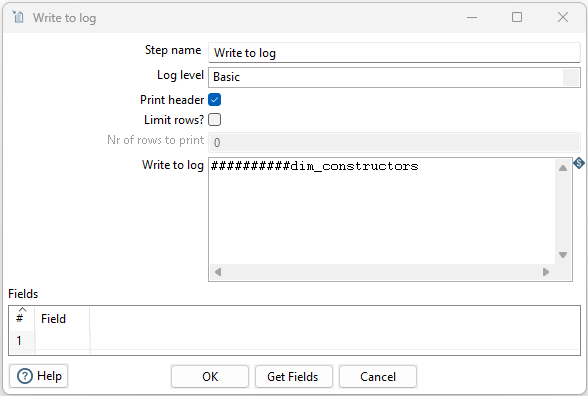 Write to log
Step name Write to log
Log level Basic
Print header
Limit rows?
Nr of rows to print 0
Write to log ##########dim_constructors
S
Fields
# Field
1
? Help OK Get Fields Cancel